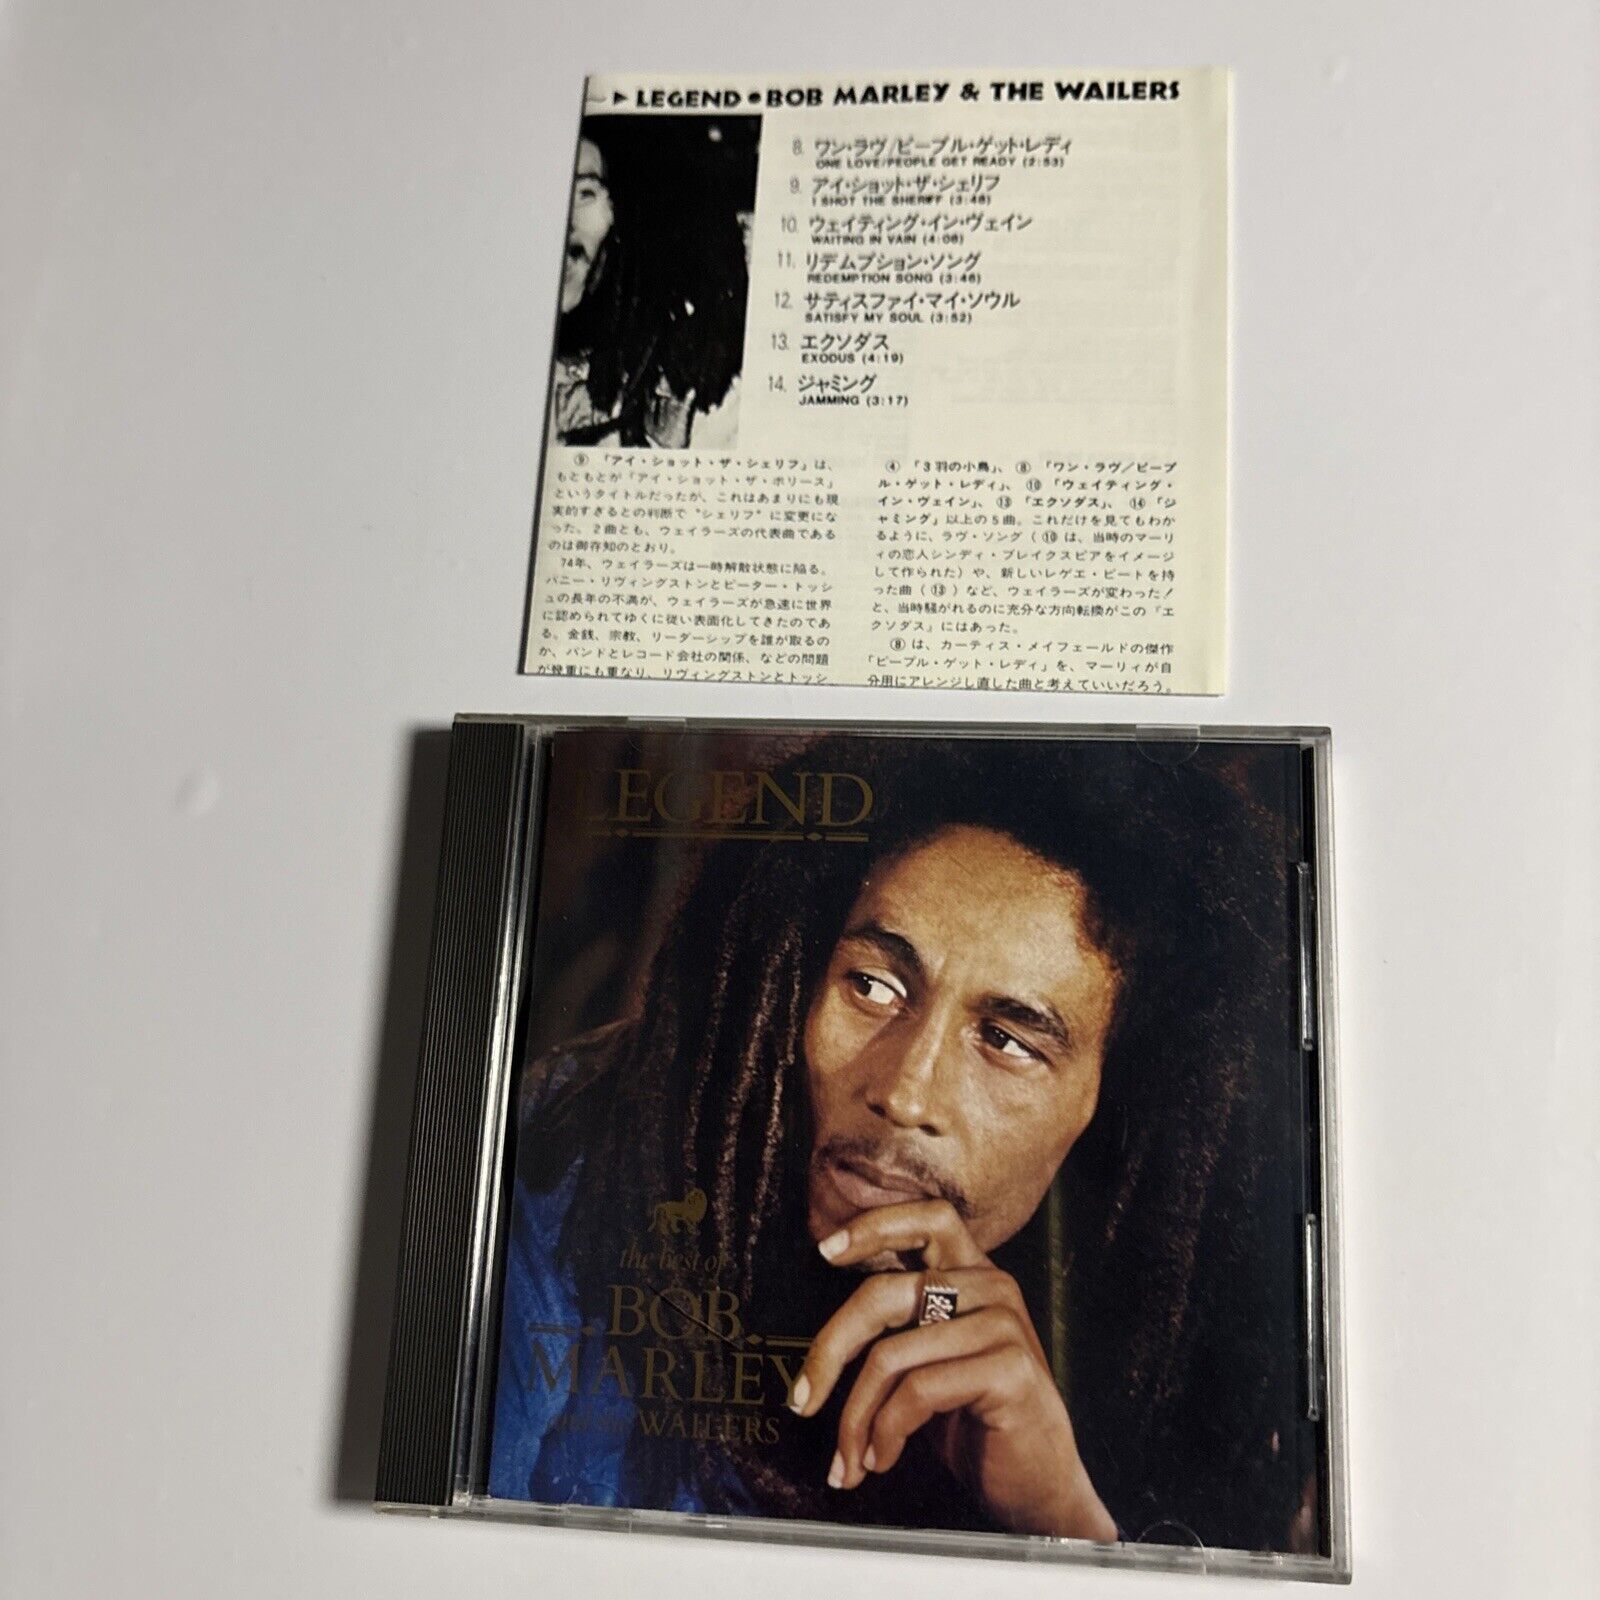 LEGEND●BOB MARLEY & THE WAILERS
8. ワン・ラヴ/ピープル・ゲット・レディ
ONE LOVE/PEOPLE GET READY (2:53)
9. アイ・ショット・ザ・シェリフ
I SHOT THE SHERIFF (3:48)
10. ウェイティング・イン・ヴェイン
WAITING IN VAIN (4:08)
11. リデムプション・ソング
REDEMPTION SONG (3:46)
12. サティスファイ・マイ・ソウル
SATISFY MY SOUL (3:52)
13. エクソダス
EXODUS (4:19)
14. ジャミング
JAMMING (3:17)
⑨「アイ・ショット・ザ・シェリフ」は、
もともとが「アイ・ショット・ザ・ポリース」
というタイトルだったが、これはあまりにも現
実的すぎるとの判断で“シェリフ”に変更にな
った。2曲とも、ウェイラーズの代表曲である
のは御存知のとおり。
74年、ウェイラーズは一時解散状態に陥る。
バニー・リヴィングストンとピーター・トッシ
ュの長年の不満が、ウェイラーズが急速に世界
に認められてゆくに従い表面化してきたのであ
る。金銭、宗教、リーダーシップを誰が取るの
か、バンドとレコード会社の関係、などの問題
が幾重にも重なり、リヴィングストンとトッシ
④「3羽の小鳥」、⑧「ワン・ラヴ/ピープ
ル・ゲット・レディ」、⑩「ウェイティング・
イン・ヴェイン」、⑬「エクソダス」、⑭「ジ
ャミング」以上の5曲。これだけを見てもわか
るように、ラヴ・ソング(⑩は、当時のマーリ
ィの恋人シンディ・ブレイクスピアをイメージ
して作られた)や、新しいレゲエ・ビートを持
った曲(⑬)など、ウェイラーズが変わった!
と、当時騒がれるのに充分な方向転換がこの『エ
クソダス』にはあった。
⑧は、カーティス・メイフェールドの傑作
「ピープル・ゲット・レディ」を、マーリィが自
分用にアレンジし直した曲と考えていいだろう。
LEGEND
the best of
BOB
MARLEY
and the WAILERS